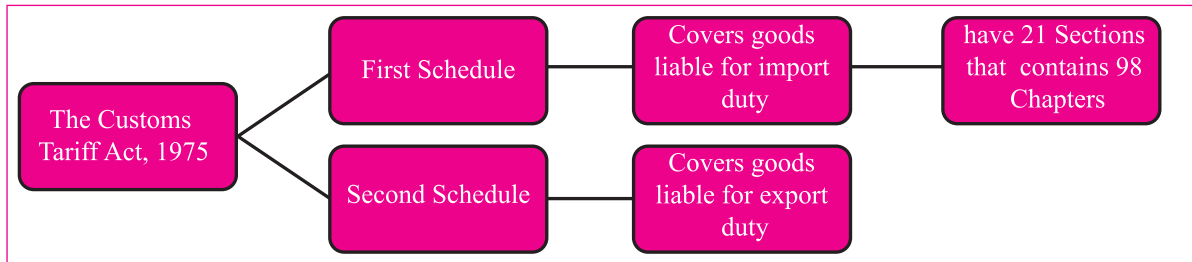 The Customs
Tariff Act, 1975
First Schedule
Covers goods
liable for import
duty
have 21 Sections
that contains 98
Chapters
Second Schedule
Covers goods
liable for export
duty